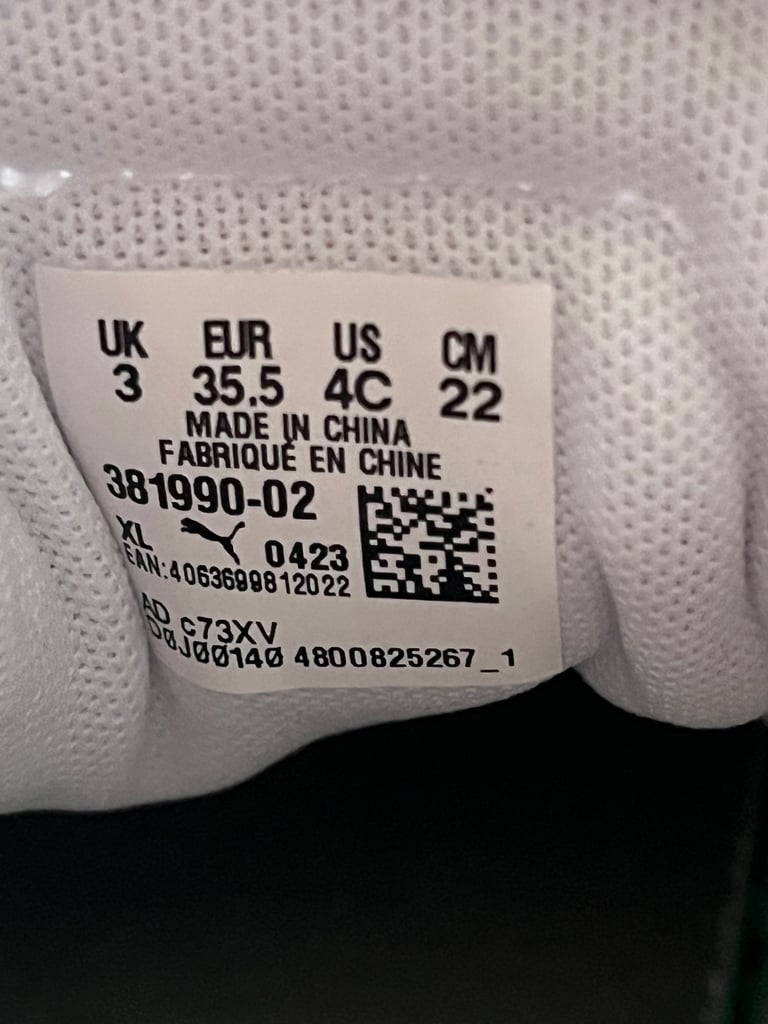 UK EUR US CM
3 35.5 4C 22
MADE IN CHINA
FABRIQUÉ EN CHINE
381990-02
XL 0423
EAN:4063699812022
AD c73XV
D0J00140 4800825267_1